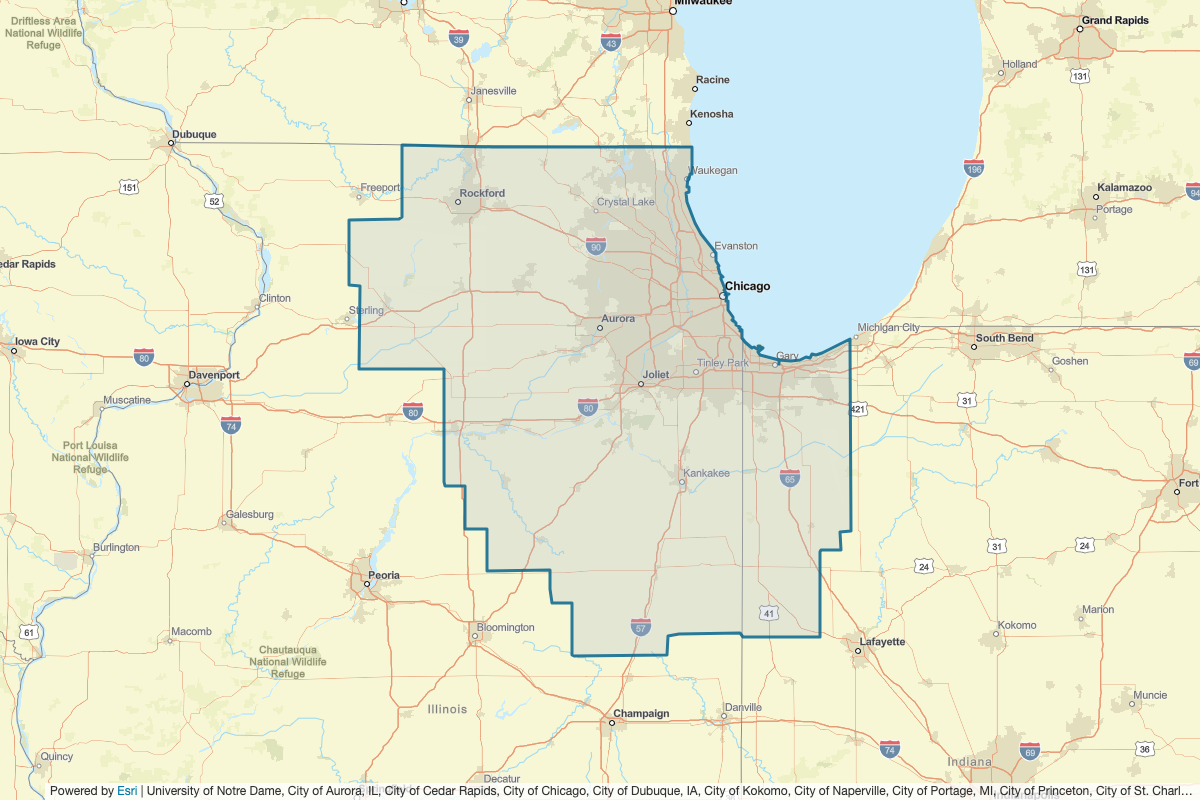 Driftless Area
National Wildlife
Refuge
39
43
Milwaukee
Grand Rapids
Holland
131
Racine
Janesville
Kenosha
Dubuque
151
52
Freeport
Rockford
Waukegan
Crystal Lake
196
Kalamazoo
94
Portage
90
Evanston
edar Rapids
131
Clinton
Chicago
Sterling
Aurora
Michigan City
Iowa City
South Bend
80
Gary
Tinley Park
Goshen
69
Davenport
Joliet
Muscatine
80
80
31
421
74
Port Louisa
National Wildlife
Refuge
Kankakee
65
Fort
Galesburg
Burlington
31
24
24
Peoria
41
Marion
Bloomington
57
Kokomo
61
Macomb
Lafayette
Chautauqua
National Wildlife
Refuge
Muncie
Illinois
Champaign
Danville
74
69
36
Quincy
Indiana
Decatur
Powered by Esri | University of Notre Dame, City of Aurora, IL, City of Cedar Rapids, City of Chicago, City of Dubuque, IA, City of Kokomo, City of Naperville, City of Portage, MI, City of Princeton, City of St. Charl...